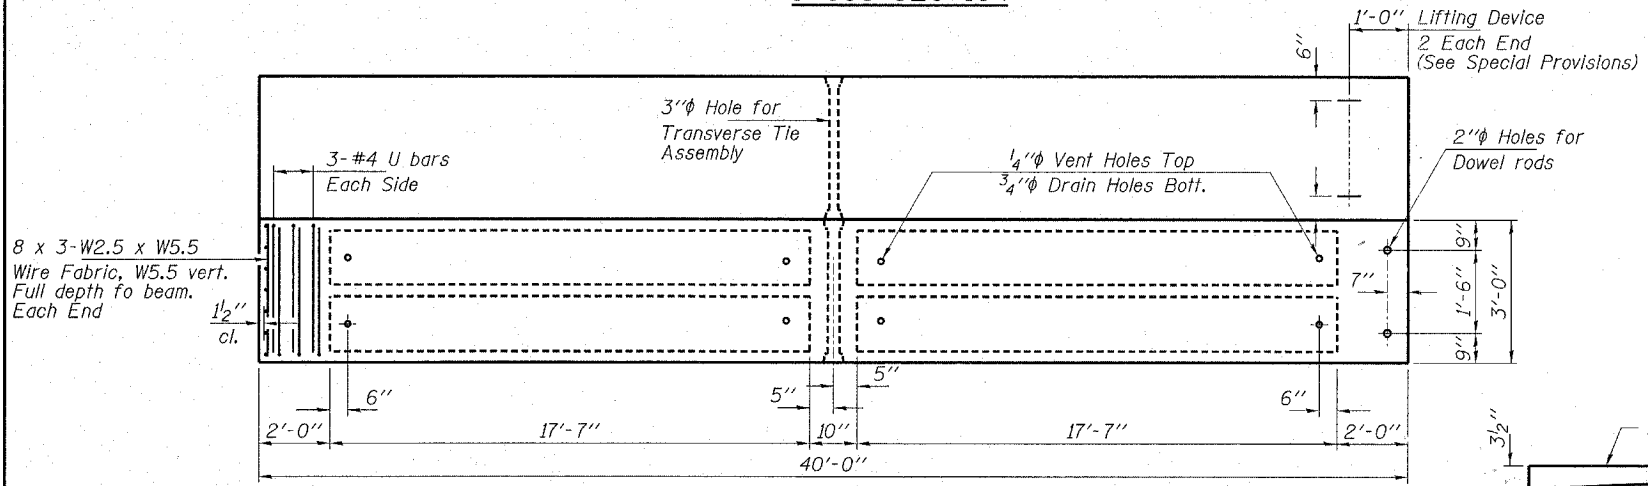 1'-0"
Lifting Device
2 Each End
(See Special Provisions)
6"
3"φ Hole for
Transverse Tie
Assembly
2"φ Holes for
Dowel rods
3-#4 U bars
Each Side
1/4"φ Vent Holes Top
3/4"φ Drain Holes Bott.
8 x 3-W2.5 x W5.5
Wire Fabric, W5.5 vert.
Full depth fo beam.
Each End
1 1/2"
cl.
9"
7"
1'-6"
3'-0"
9"
6"
5"
5"
6"
2'-0"
17'-7"
10"
17'-7"
2'-0"
40'-0"
3 1/2"